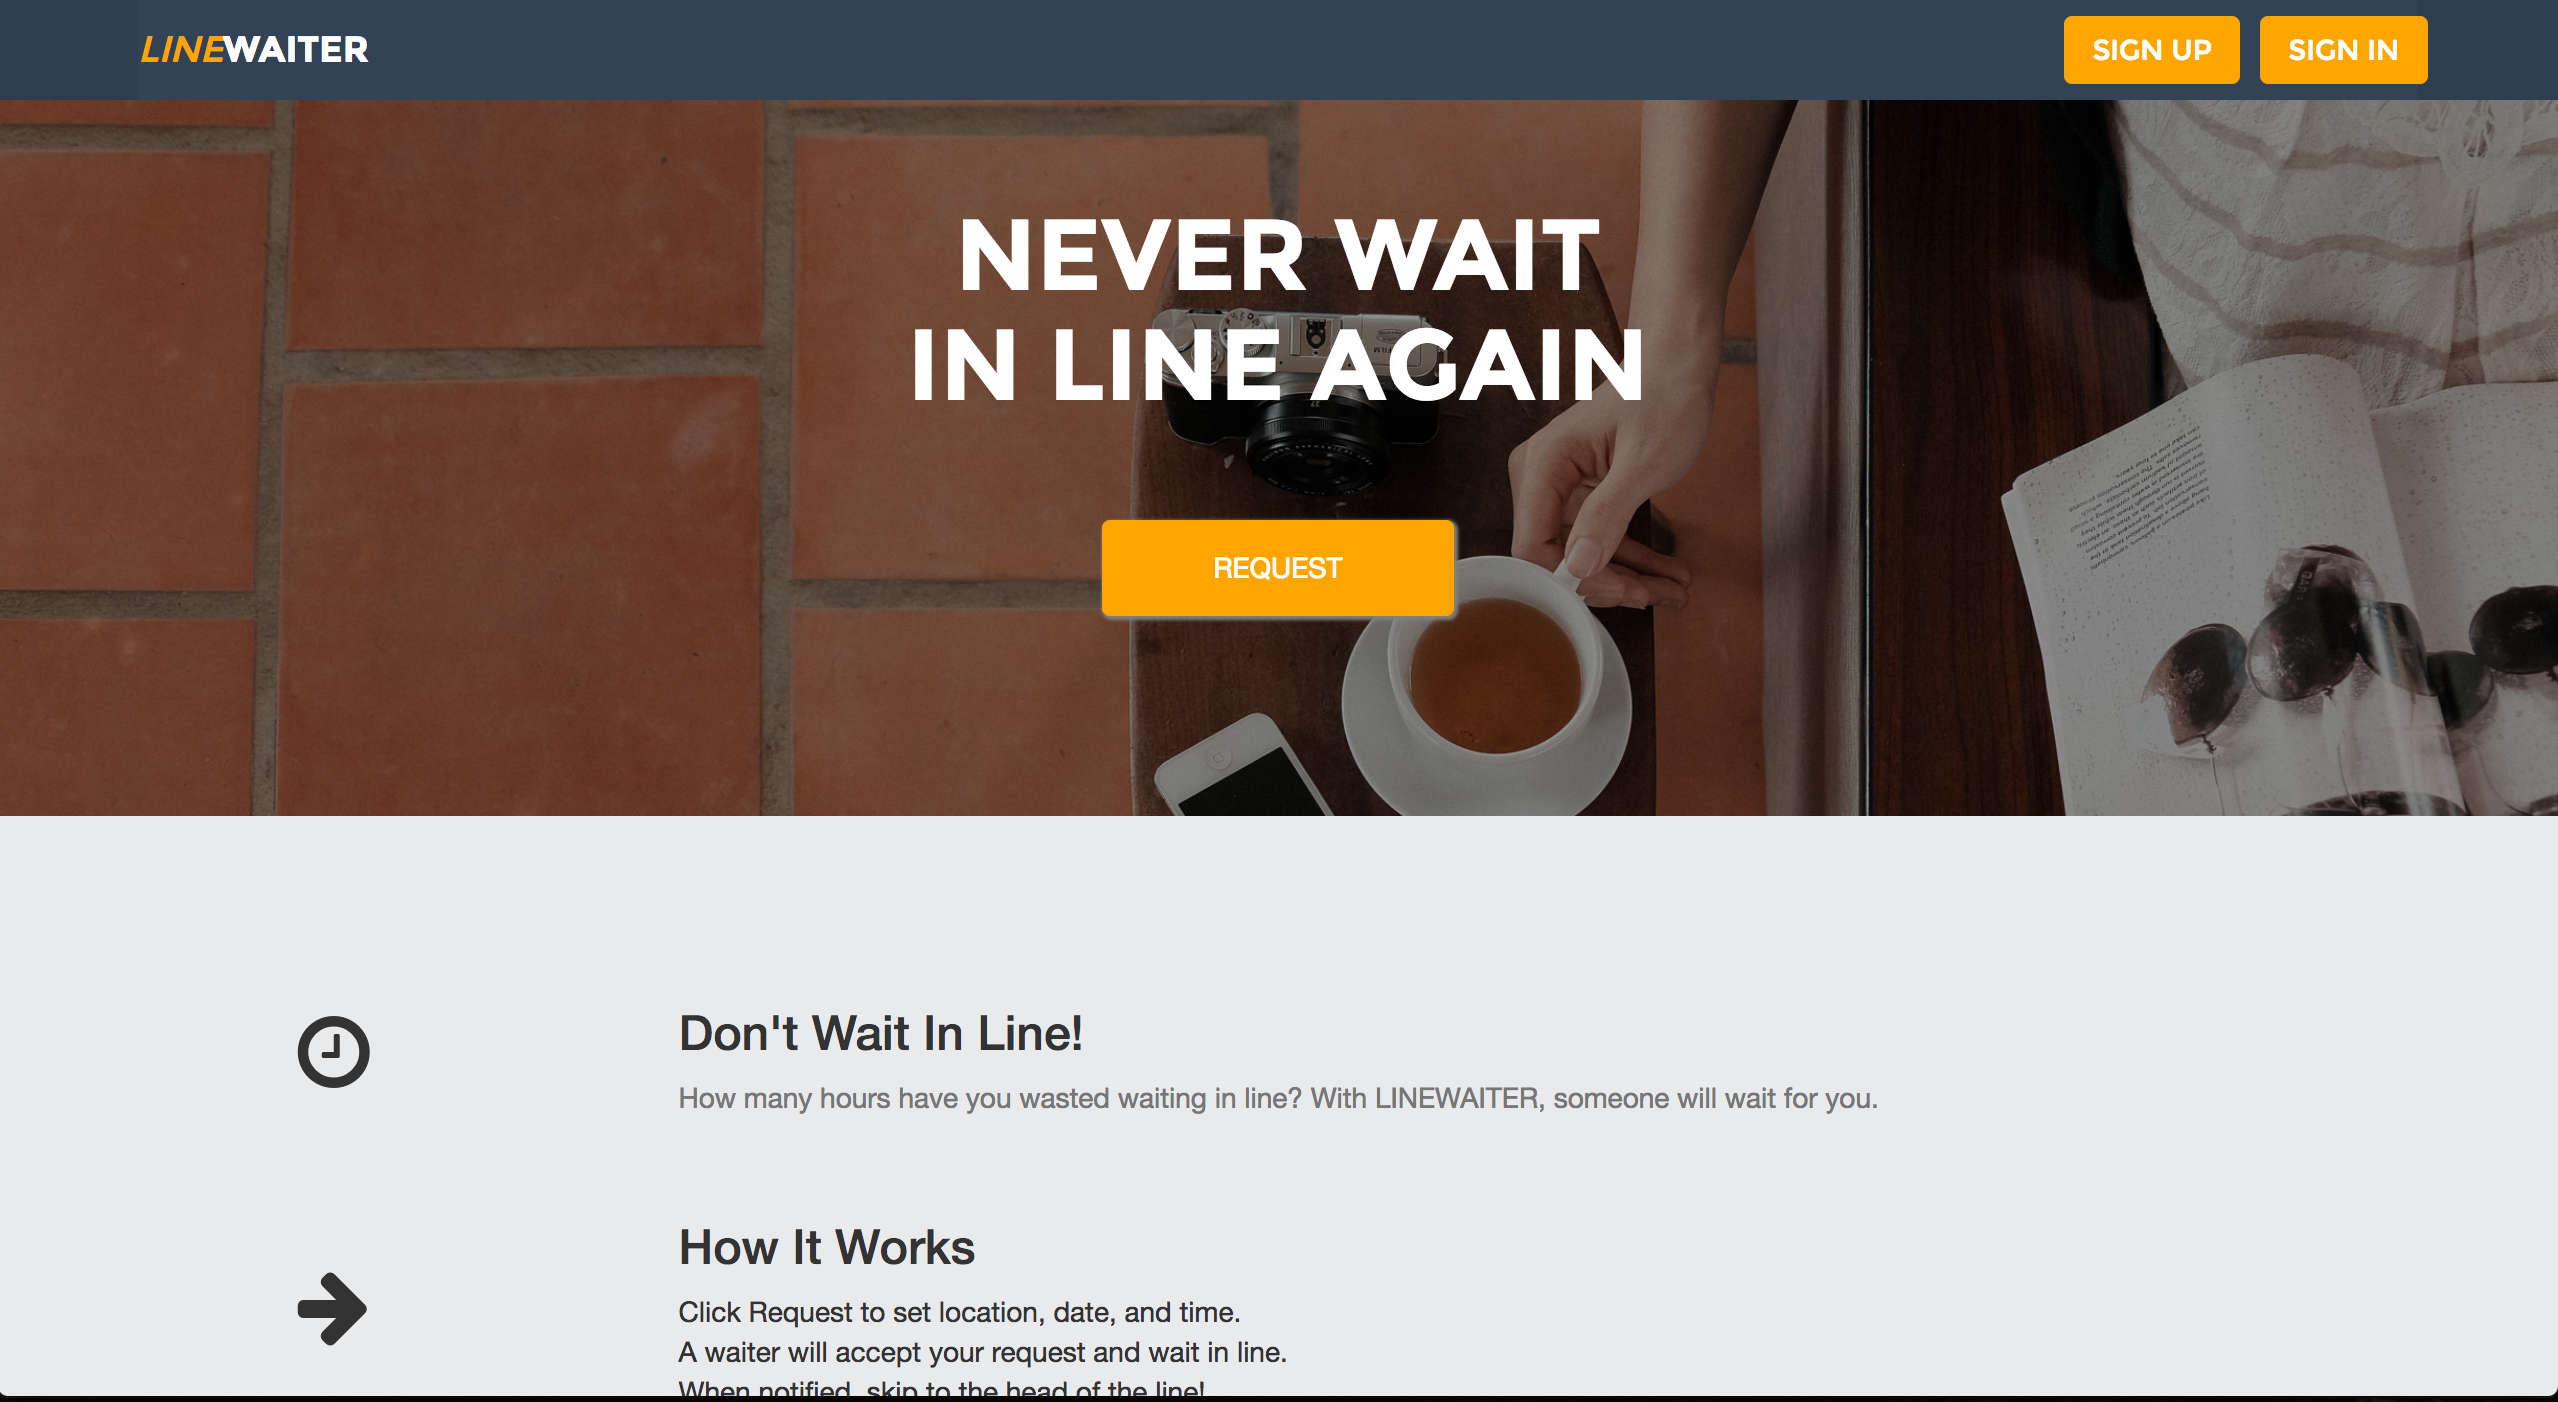 LINEWAITER
SIGN UP
SIGN IN
NEVER WAIT
IN LINE AGAIN
REQUEST
Don't Wait In Line!
How many hours have you wasted waiting in line? With LINEWAITER, someone will wait for you.
How It Works
Click Request to set location, date, and time.
A waiter will accept your request and wait in line.
When notified, skip to the head of the line!